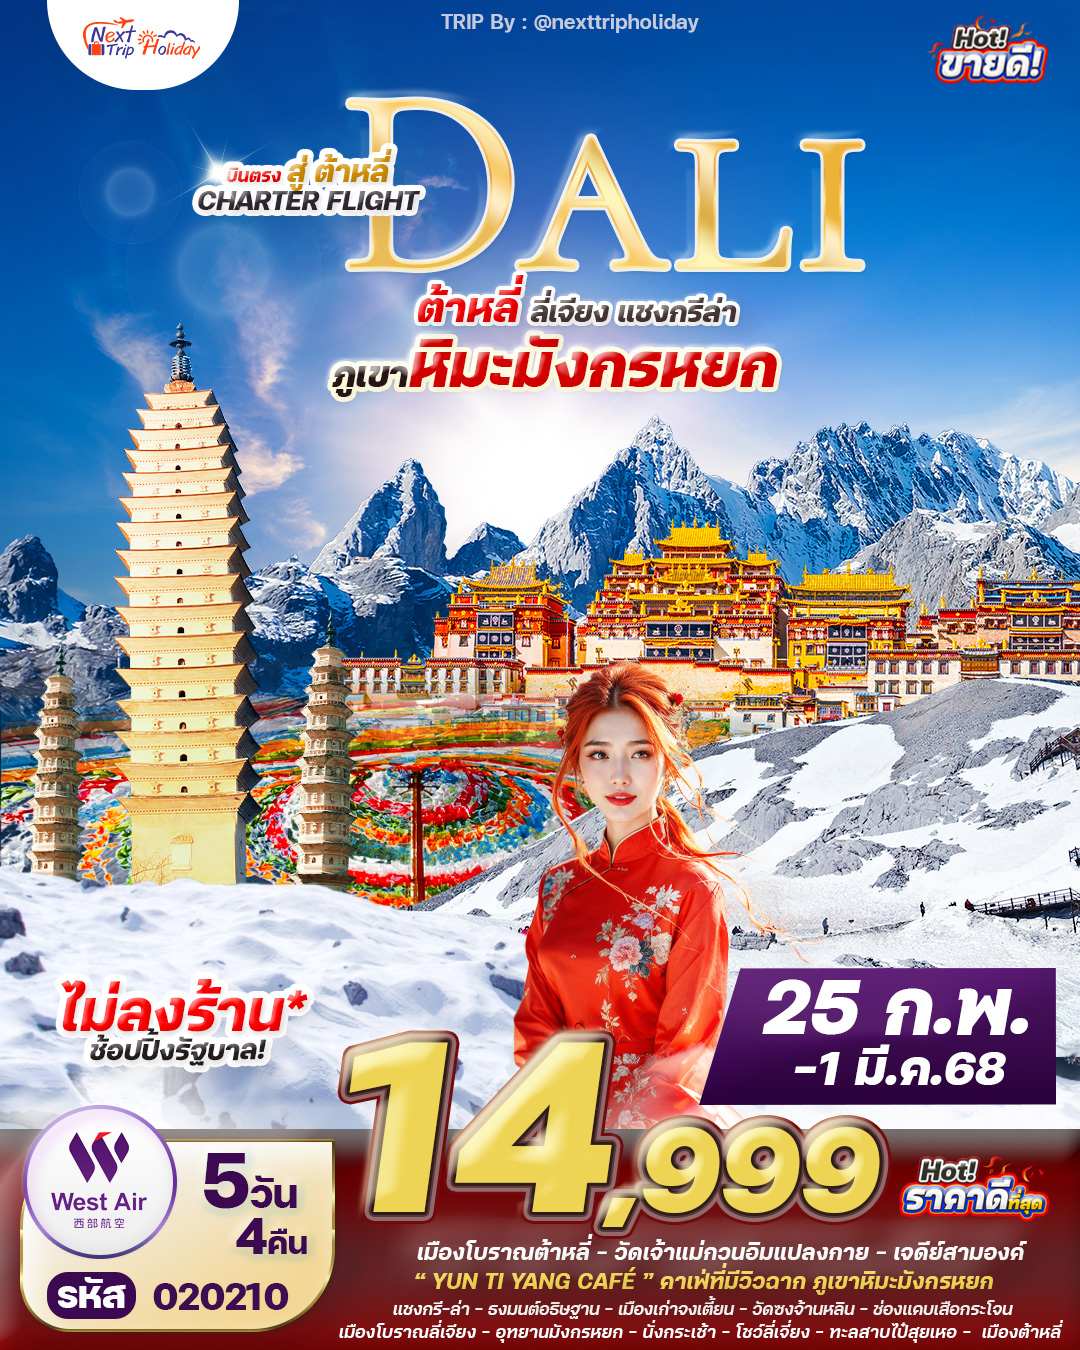 Next Trip Holiday
TRIP By : @nexttripholiday
Hot!
ขายดี!
DALI
บินตรง สู่ ต้าหลี่
CHARTER FLIGHT
ต้าหลี่ ลี่เจียง แชงกรีล่า
ภูเขาหิมะมังกรหยก
ไม่ลงร้าน*
ช้อปปิ้งรัฐบาล!
25 ก.พ.
-1 มี.ค.68
14,999
West Air
西部航空
5วัน
4คืน
รหัส 020210
Hot!
ราคาดีที่สุด
เมืองโบราณต้าหลี่ - วัดเจ้าแม่กวนอิมแปลงกาย - เจดีย์สามองค์
“ YUN TI YANG CAFÉ ” คาเฟ่ที่มีวิวฉาก ภูเขาหิมะมังกรหยก
แชงกรี-ล่า - ธงมนต์อธิษฐาน - เมืองเก่าจงเตี้ยน - วัดซงจ้านหลิน - ช่องแคบเสือกระโจน
เมืองโบราณลี่เจียง - อุทยานมังกรหยก - นั่งกระเช้า - โชว์ลี่เจี่ยง - ทะลสาบไป๋สุยเหอ - เมืองต้าหลี่